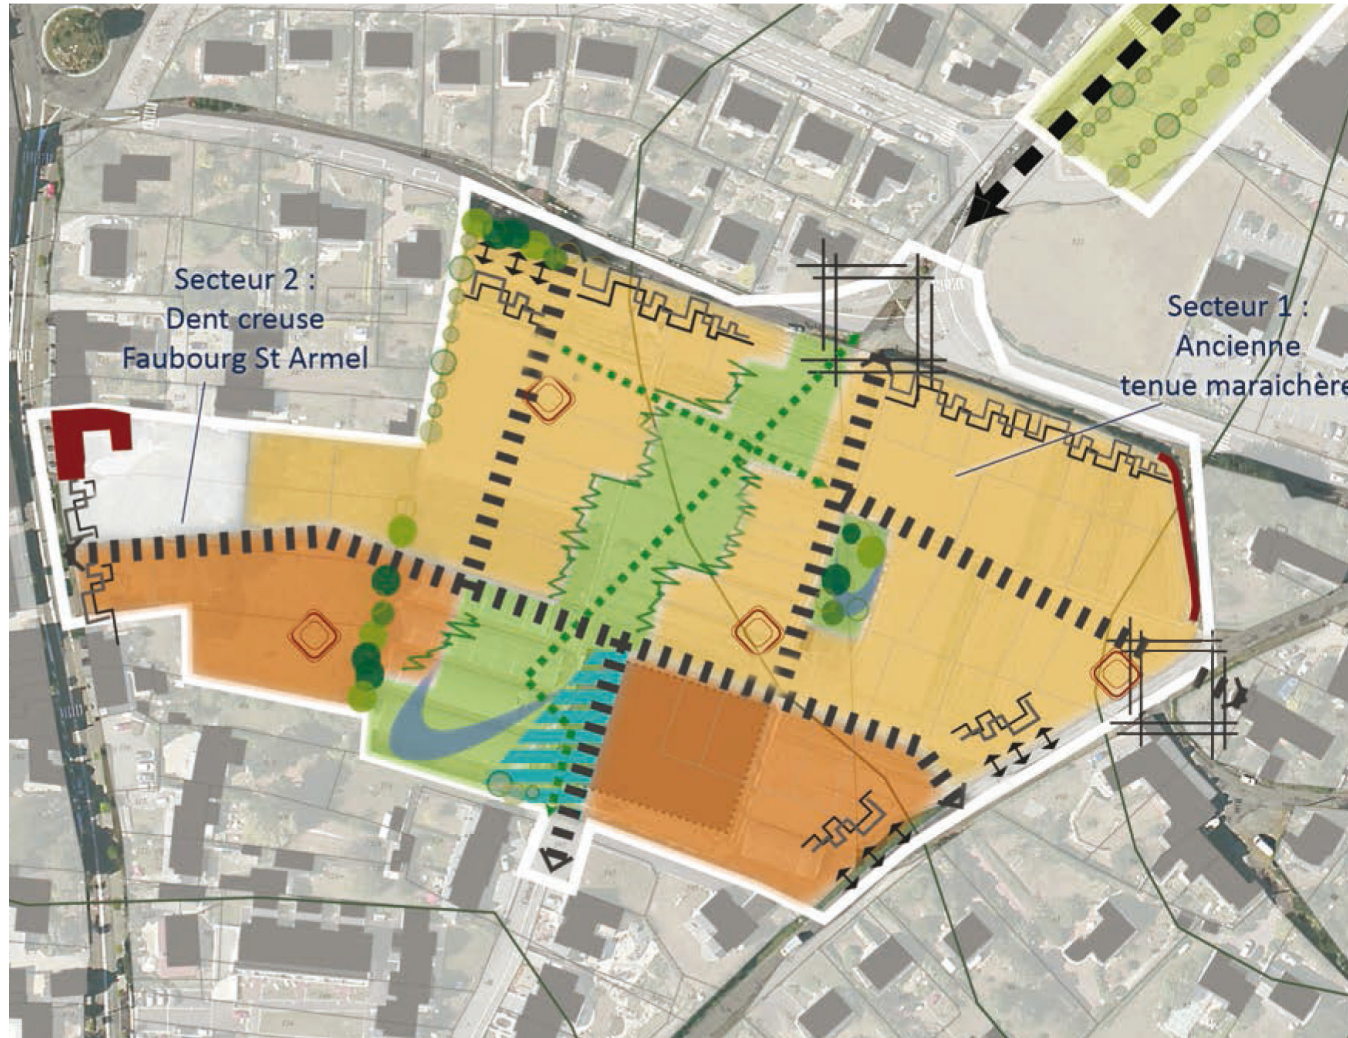 Secteur 2 :
Dent creuse
Faubourg St Armel
Secteur 1 :
Ancienne
tenue maraichère